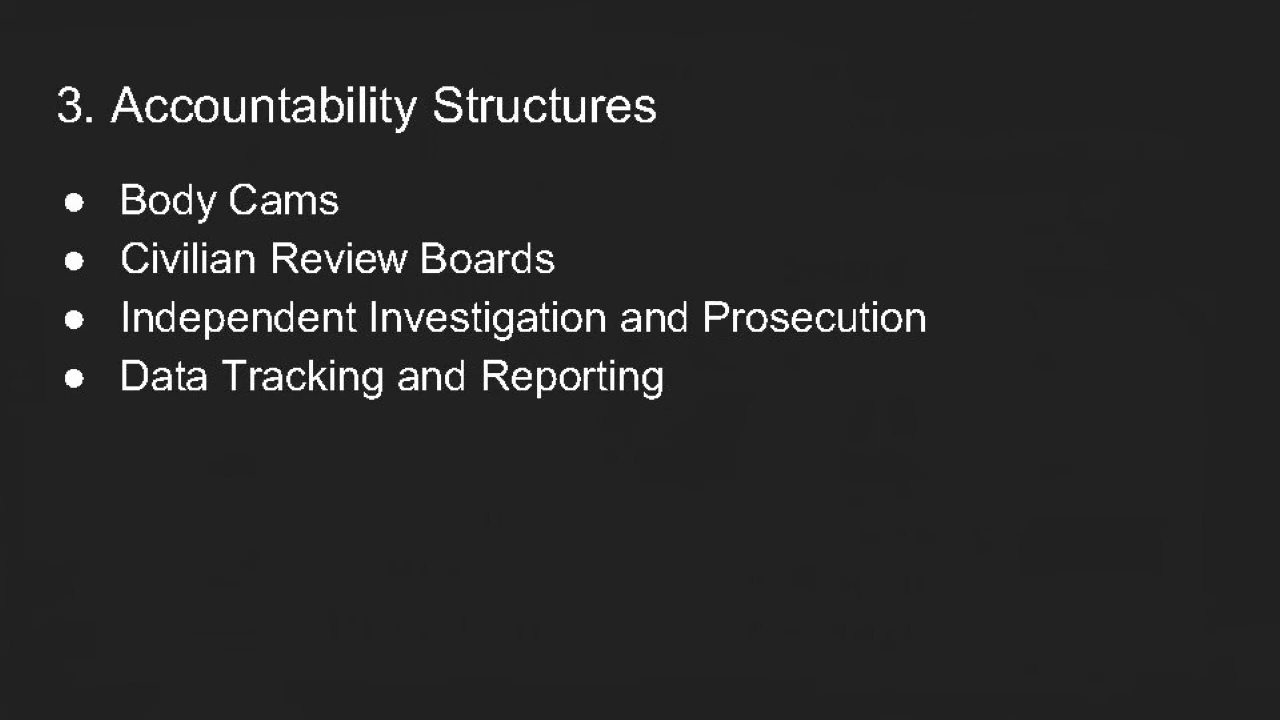 3. Accountability Structures
● Body Cams
● Civilian Review Boards
● Independent Investigation and Prosecution
● Data Tracking and Reporting